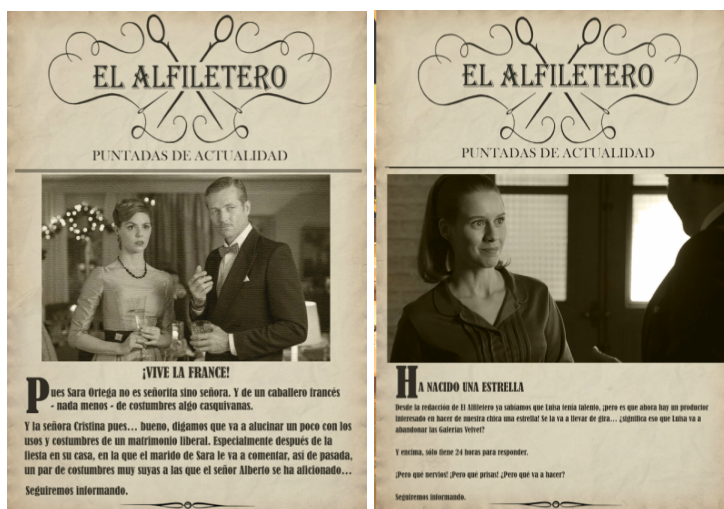 EL ALFILETERO
PUNTADAS DE ACTUALIDAD
¡VIVE LA FRANCE!
Pues Sara Ortega no es señorita sino señora. Y de un caballero francés
- nada menos - de costumbres algo casquivanas.
Y la señora Cristina pues... bueno, digamos que va a alucinar un poco con los
usos y costumbres de un matrimonio liberal. Especialmente después de la
fiesta en su casa, en la que el marido de Sara le va a comentar, así de pasada,
un par de costumbres muy suyas a las que el señor Alberto se ha aficionado...
Seguiremos informando.
EL ALFILETERO
PUNTADAS DE ACTUALIDAD
HA NACIDO UNA ESTRELLA
Desde la redacción de El Alfiletero ya sabíamos que Luisa tenía talento, ¡pero es que ahora hay un productor
interesado en hacer de nuestra chica una estrella! Se la va a llevar de gira... ¿significa eso que Luisa va a
abandonar las Galerías Velvet?
Y encima, sólo tiene 24 horas para responder.
¡Pero qué nervios! ¡Pero qué prisas! ¿Pero qué va a hacer?
Seguiremos informando.